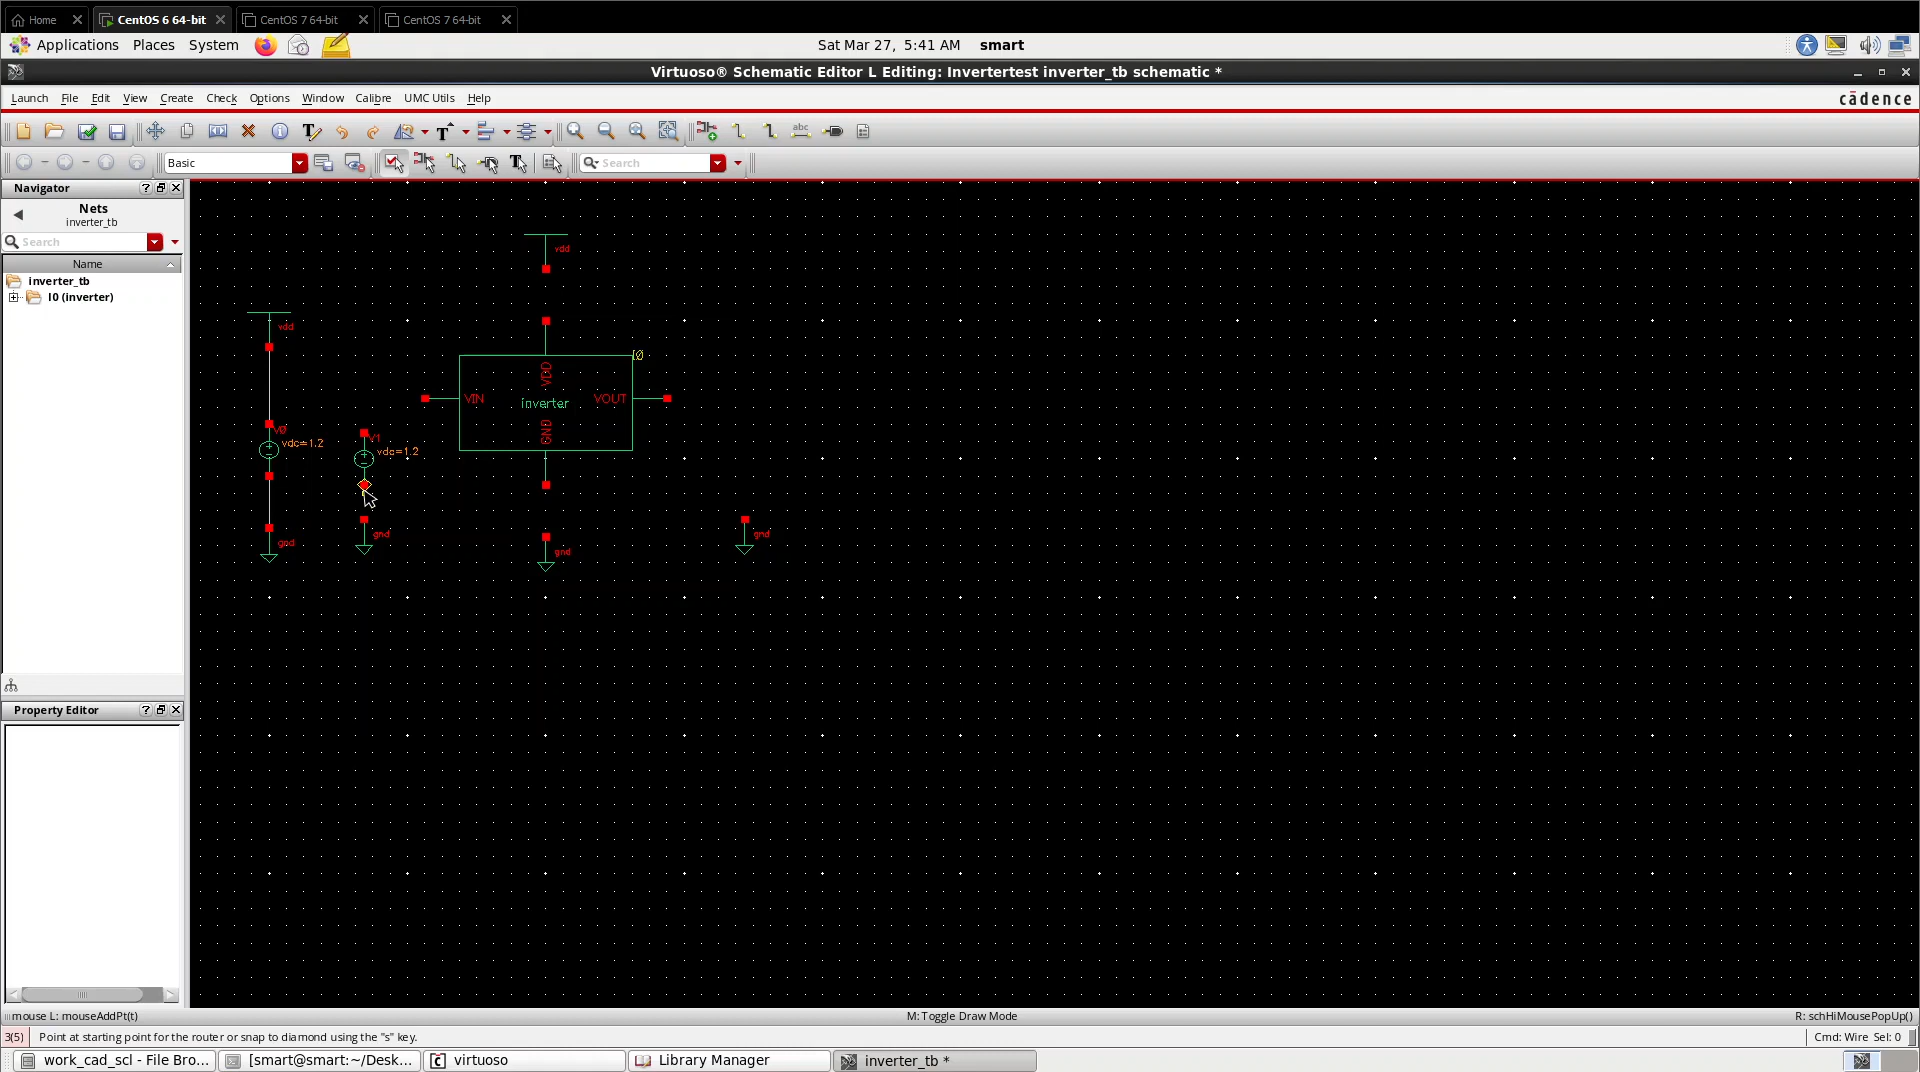 Home
CentOS 6 64-bit
CentOS 7 64-bit
CentOS 7 64-bit
Applications Places System
Sat Mar 27, 5:41 AM smart
Virtuoso® Schematic Editor L Editing: Invertertest inverter_tb schematic *
Launch File Edit View Create Check Options Window Calibre UMC Utils Help
cādence
abc
Basic
Search
Navigator
Nets
inverter_tb
Search
Name
inverter_tb
I0 (inverter)
Property Editor
vdd
vdd
I0
VDD
VIN
inverter
VOUT
GND
V0
vdc=1.2
V1
vdc=1.2
gnd
gnd
gnd
gnd
mouse L: mouseAddPt(t)
M: Toggle Draw Mode
R: schHiMousePopUp()
3(5)
Point at starting point for the router or snap to diamond using the "s" key.
Cmd: Wire Sel: 0
work_cad_scl - File Bro...
[smart@smart:~/Desk...
virtuoso
Library Manager
inverter_tb *